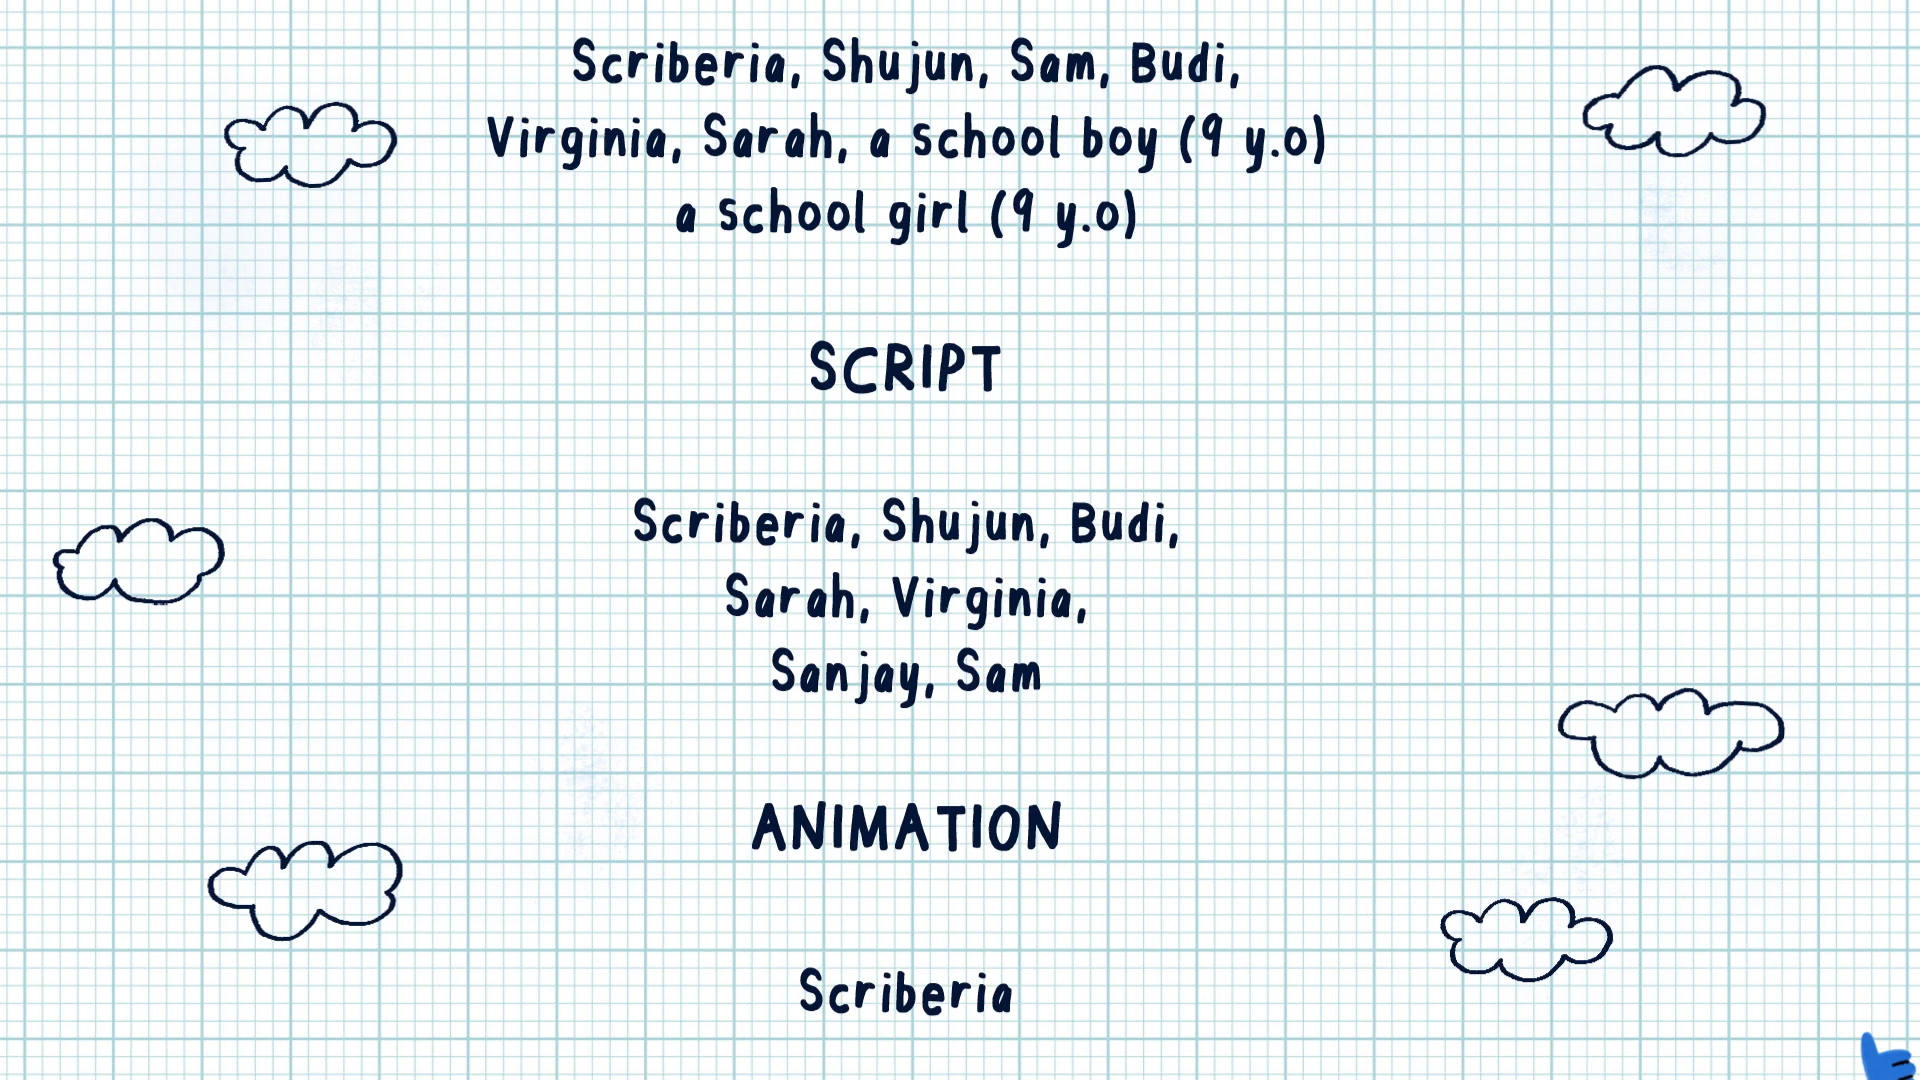 Scriberia, Shujun, Sam, Budi,
Virginia, Sarah, a school boy (9 y.o)
a school girl (9 y.o)
SCRIPT
Scriberia, Shujun, Budi,
Sarah, Virginia,
Sanjay, Sam
ANIMATION
Scriberia